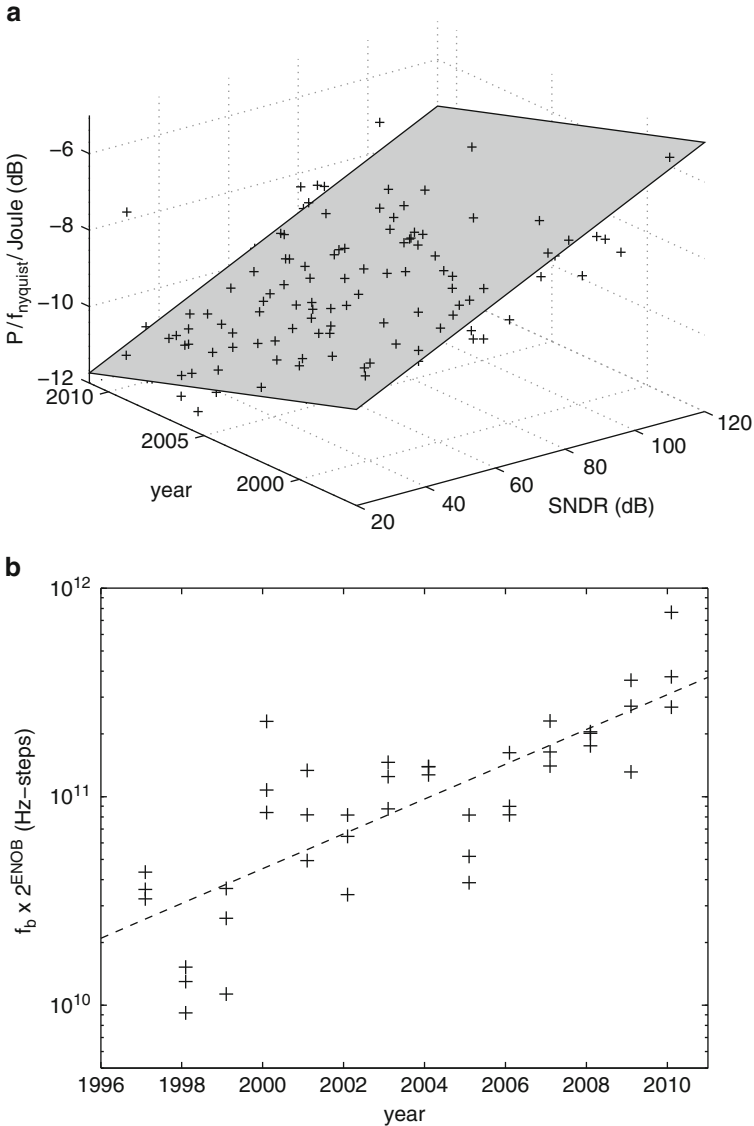 a
P/f_nyquist/Joule (dB)
−6
−8
−10
−12
2010
2005
2000
year
20
40
60
80
100
120
SNDR (dB)
b
f_b x 2^ENOB (Hz−steps)
10^12
10^11
10^10
1996 1998 2000 2002 2004 2006 2008 2010
year